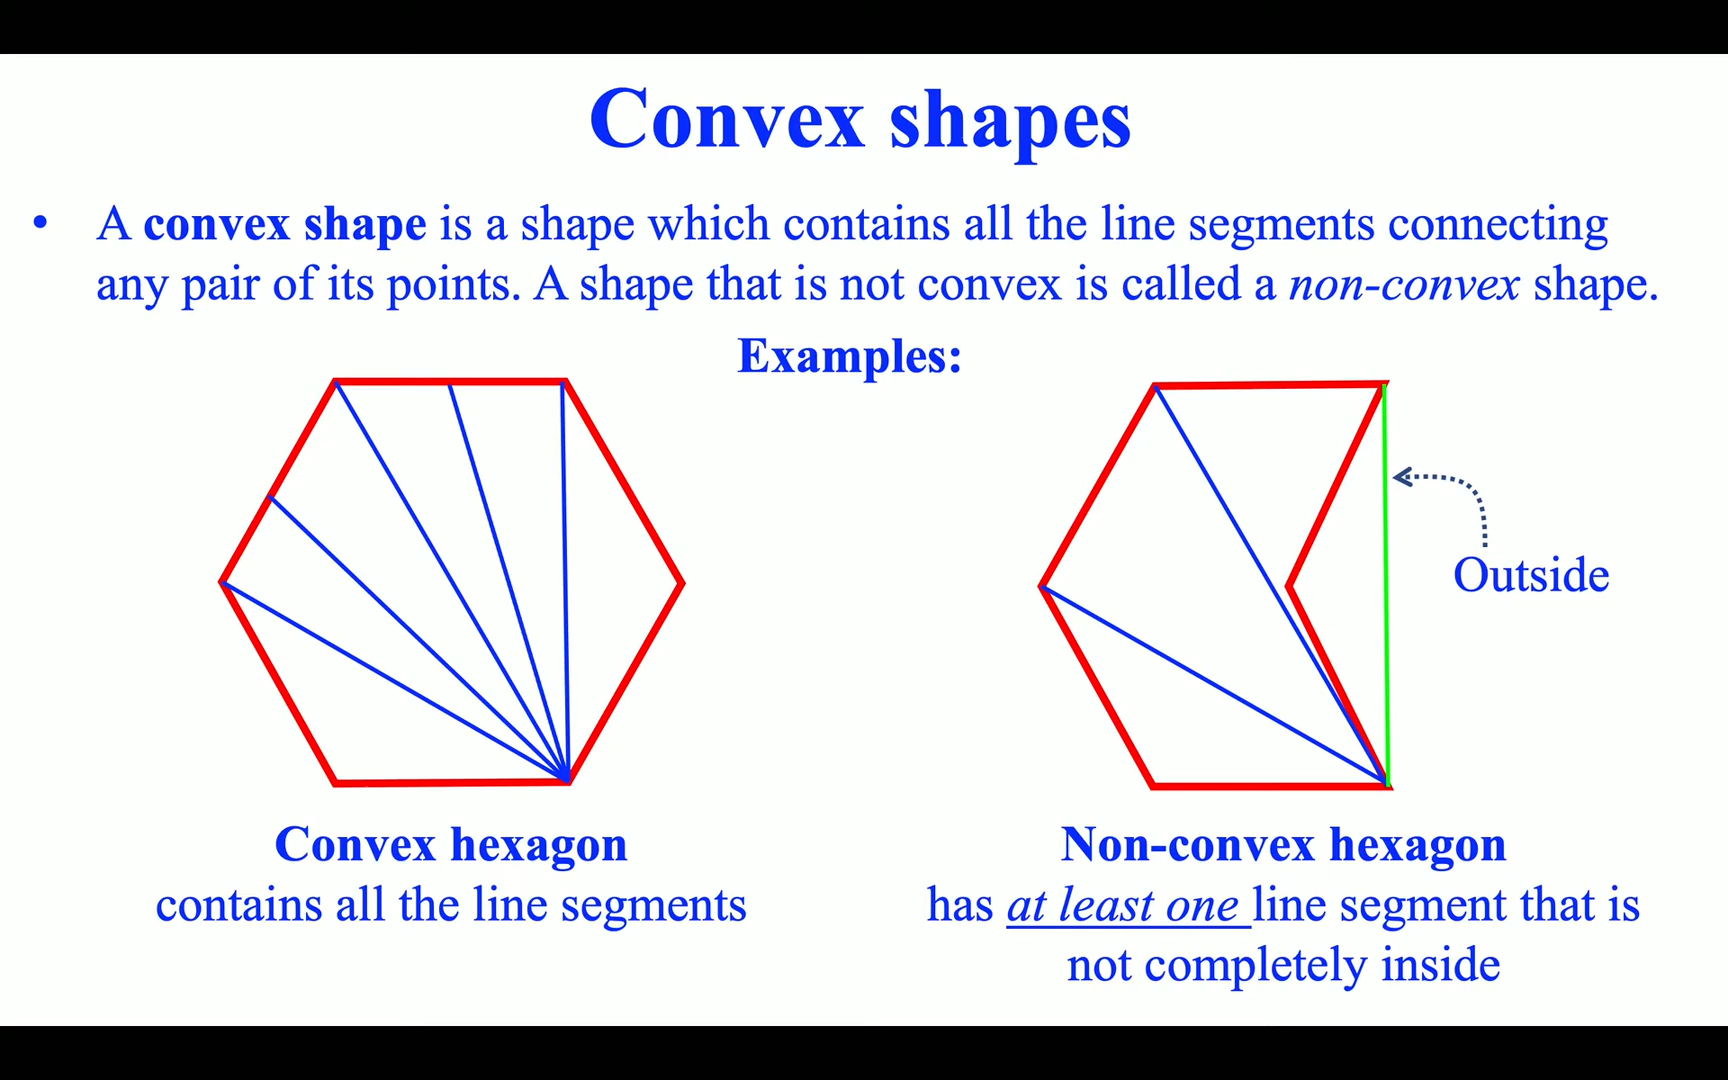 Convex shapes
• A convex shape is a shape which contains all the line segments connecting
any pair of its points. A shape that is not convex is called a non-convex shape.
Examples:
Outside
Convex hexagon
contains all the line segments
Non-convex hexagon
has at least one line segment that is
not completely inside